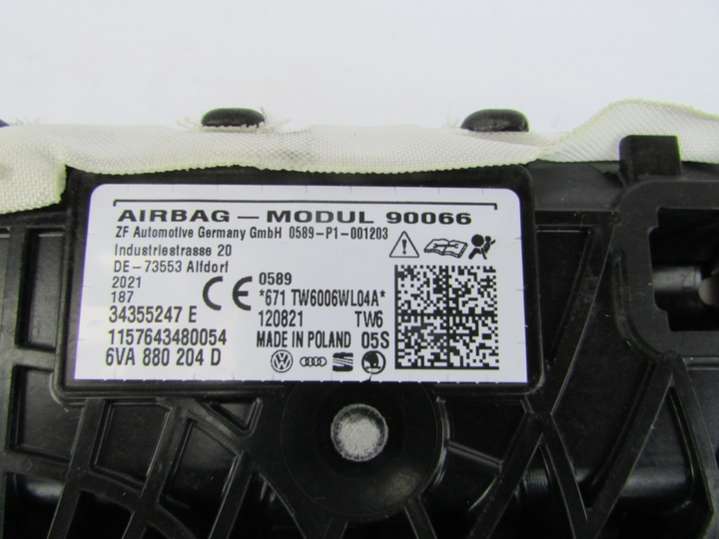 AIRBAG – MODUL 90066
ZF Automotive Germany GmbH 0589-P1-001203
Industriestrasse 20
DE-73553 Alfdorf
2021
187
CE 0589
*671 TW6006WL04A*
34355247 E
120821 TW6
1157643480054
MADE IN POLAND 05S
6VA 880 204 D